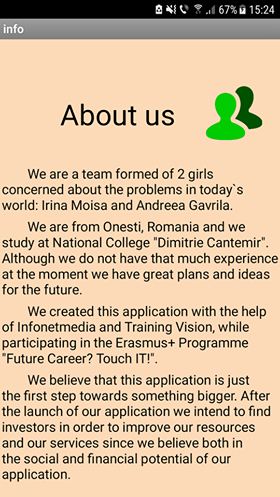 67% 15:24
info
About us
We are a team formed of 2 girls
concerned about the problems in today`s
world: Irina Moisa and Andreea Gavrila.
We are from Onesti, Romania and we
study at National College "Dimitrie Cantemir".
Although we do not have that much experience
at the moment we have great plans and ideas
for the future.
We created this application with the help
of Infonetmedia and Training Vision, while
participating in the Erasmus+ Programme
"Future Career? Touch IT!".
We believe that this application is just
the first step towards something bigger. After
the launch of our application we intend to find
investors in order to improve our resources
and our services since we believe both in
the social and financial potential of our
application.